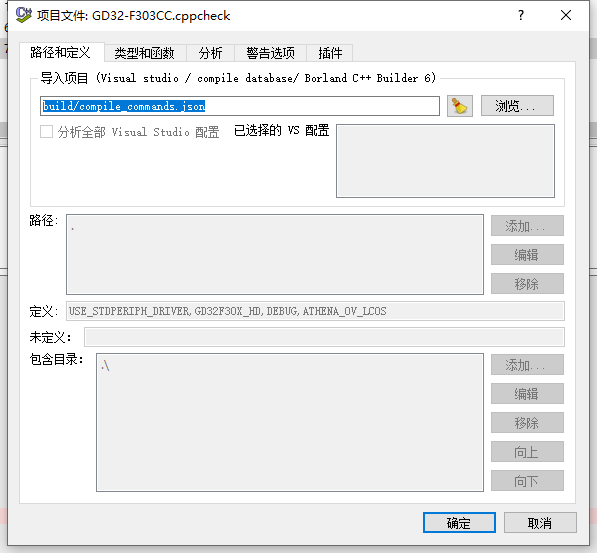 项目文件: GD32-F303CC.cppcheck
路径和定义 类型和函数 分析 警告选项 插件
导入项目 (Visual studio / compile database/ Borland C++ Builder 6)
build/compile_commands.json 浏览...
分析全部 Visual Studio 配置 已选择的 VS 配置
路径: . 添加...
编辑
移除
定义: USE_STDPERIPH_DRIVER,GD32F30X_HD,DEBUG,ATHENA_OV_LCOS
未定义:
包含目录: .\ 添加...
编辑
移除
向上
向下
确定 取消